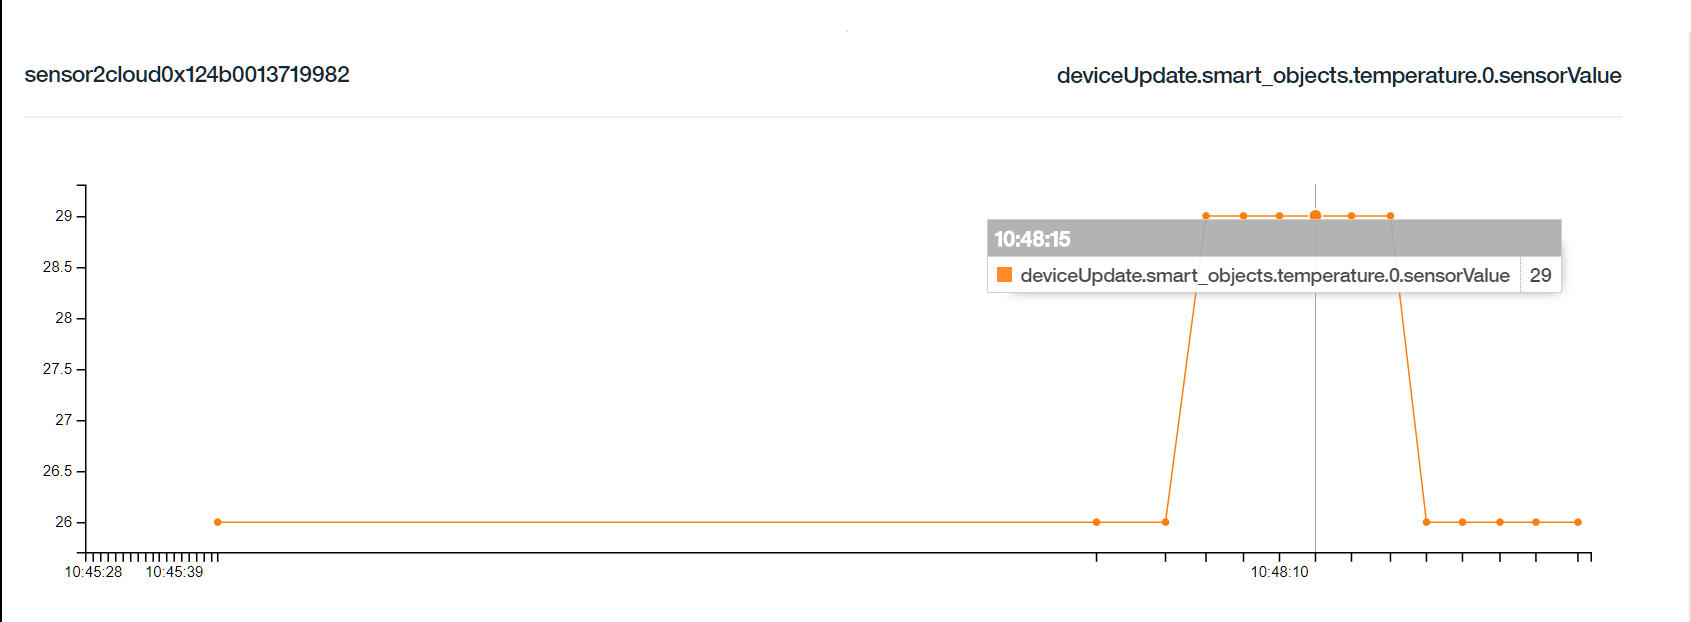 sensor2cloud0x124b0013719982
deviceUpdate.smart_objects.temperature.0.sensorValue
29
28.5
28
27.5
27
26.5
26
10:48:15
deviceUpdate.smart_objects.temperature.0.sensorValue 29
10:45:28 10:45:39 10:48:10